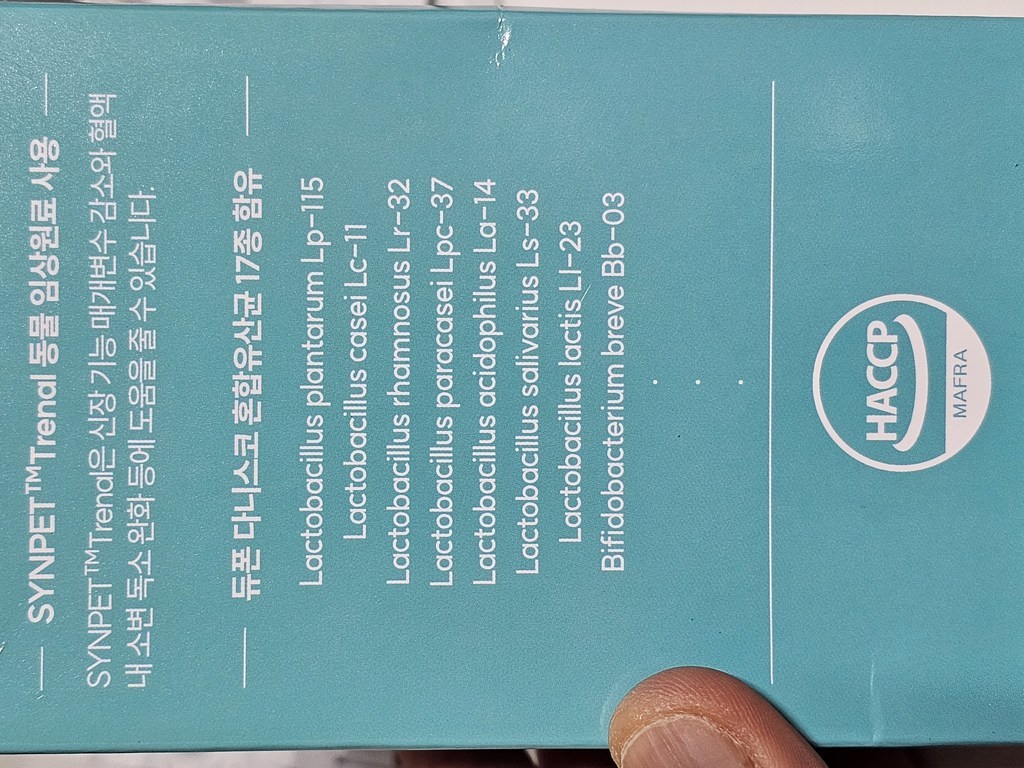 SYNPET™Trenal 동물 임상원료 사용
SYNPET™Trenal은 신장 기능 매개변수 감소와 혈액
내 소변 독소 완화 등에 도움을 줄 수 있습니다.
듀폰 다니스코 혼합유산균 17종 함유
Lactobacillus plantarum Lp-115
Lactobacillus casei Lc-11
Lactobacillus rhamnosus Lr-32
Lactobacillus paracasei Lpc-37
Lactobacillus acidophilus La-14
Lactobacillus salivarius Ls-33
Lactobacillus lactis Ll-23
Bifidobacterium breve Bb-03
HACCP
MAFRA